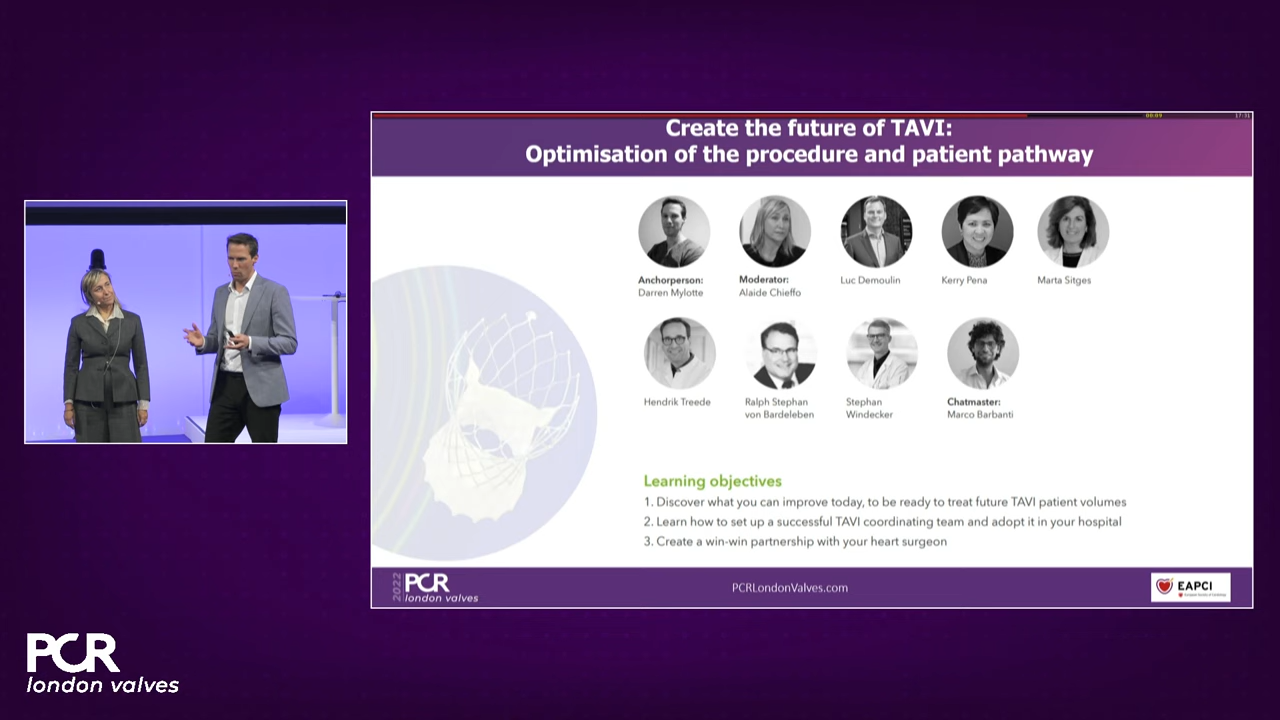 00:09
17:31
Create the future of TAVI:
Optimisation of the procedure and patient pathway
Anchorperson:
Darren Mylotte
Moderator:
Alaide Chieffo
Luc Demoulin
Kerry Pena
Marta Sitges
Hendrik Treede
Ralph Stephan
von Bardeleben
Stephan
Windecker
Chatmaster:
Marco Barbanti
Learning objectives
1. Discover what you can improve today, to be ready to treat future TAVI patient volumes
2. Learn how to set up a successful TAVI coordinating team and adopt it in your hospital
3. Create a win-win partnership with your heart surgeon
2022
PCR
london valves
PCRLondonValves.com
EAPCI
PCR
london valves